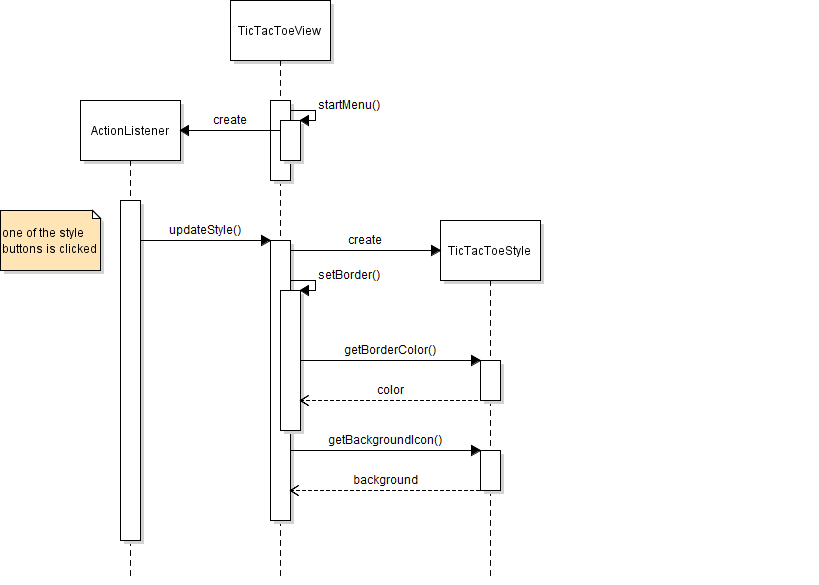 TicTacToeView
startMenu()
create
ActionListener
one of the style
buttons is clicked
updateStyle()
create
TicTacToeStyle
setBorder()
getBorderColor()
color
getBackgroundIcon()
background